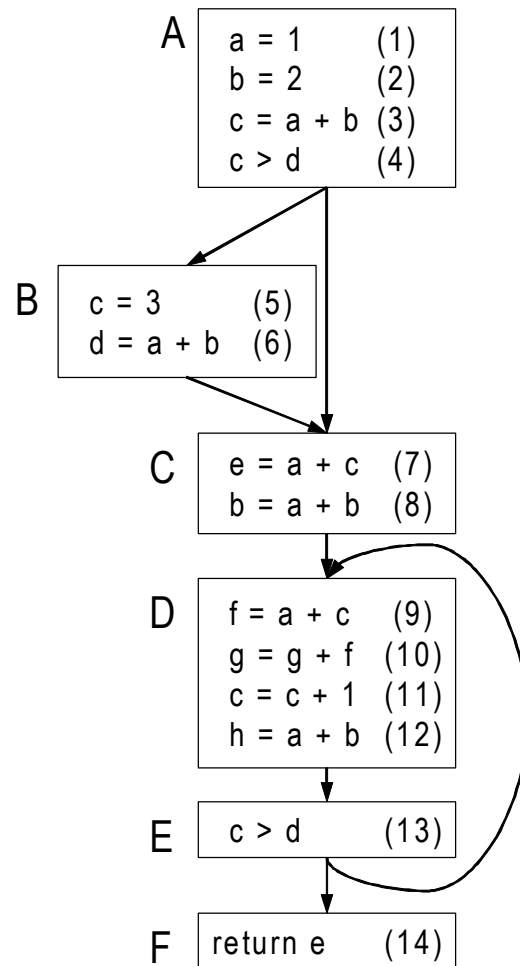 A
a = 1 (1)
b = 2 (2)
c = a + b (3)
c > d (4)
B
c = 3 (5)
d = a + b (6)
C
e = a + c (7)
b = a + b (8)
D
f = a + c (9)
g = g + f (10)
c = c + 1 (11)
h = a + b (12)
E
c > d (13)
F
return e (14)